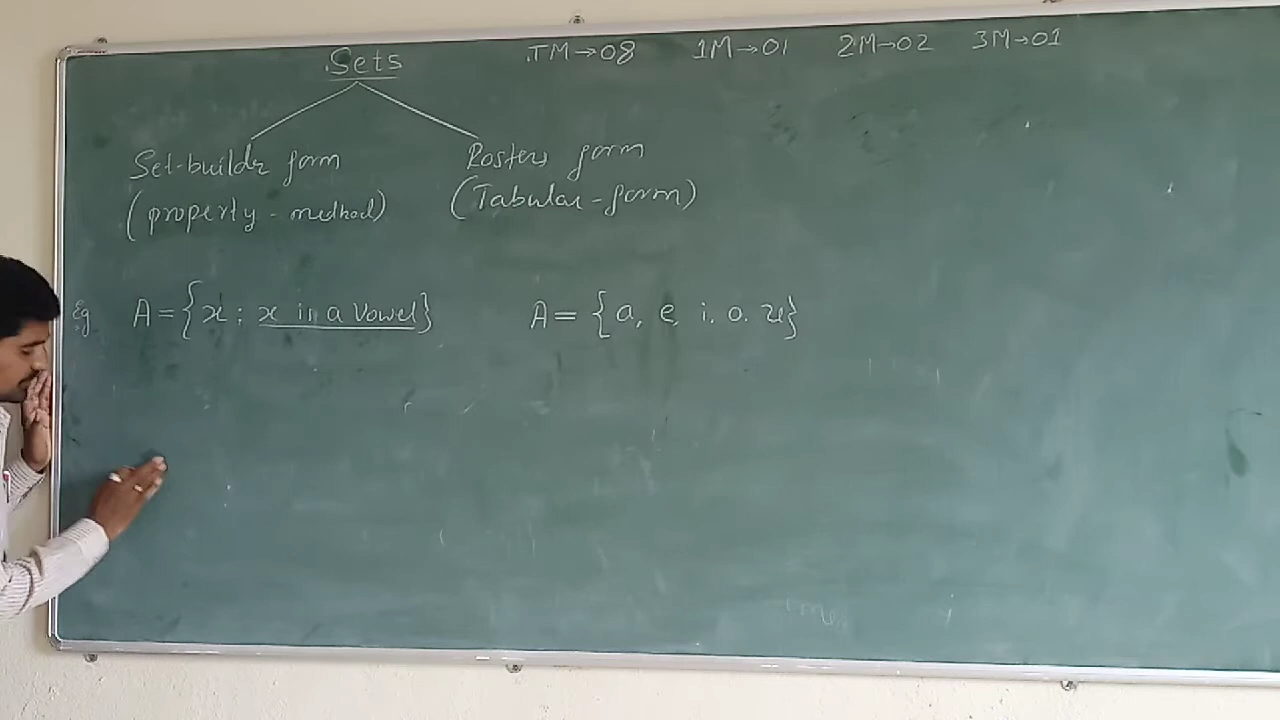 Sets TM→08 1M→01 2M→02 3M→01
Set-builder form Rosters form
(property - method) (Tabular - form)
Eg A = {x : x is a Vowel} A = {a, e, i. o. u}